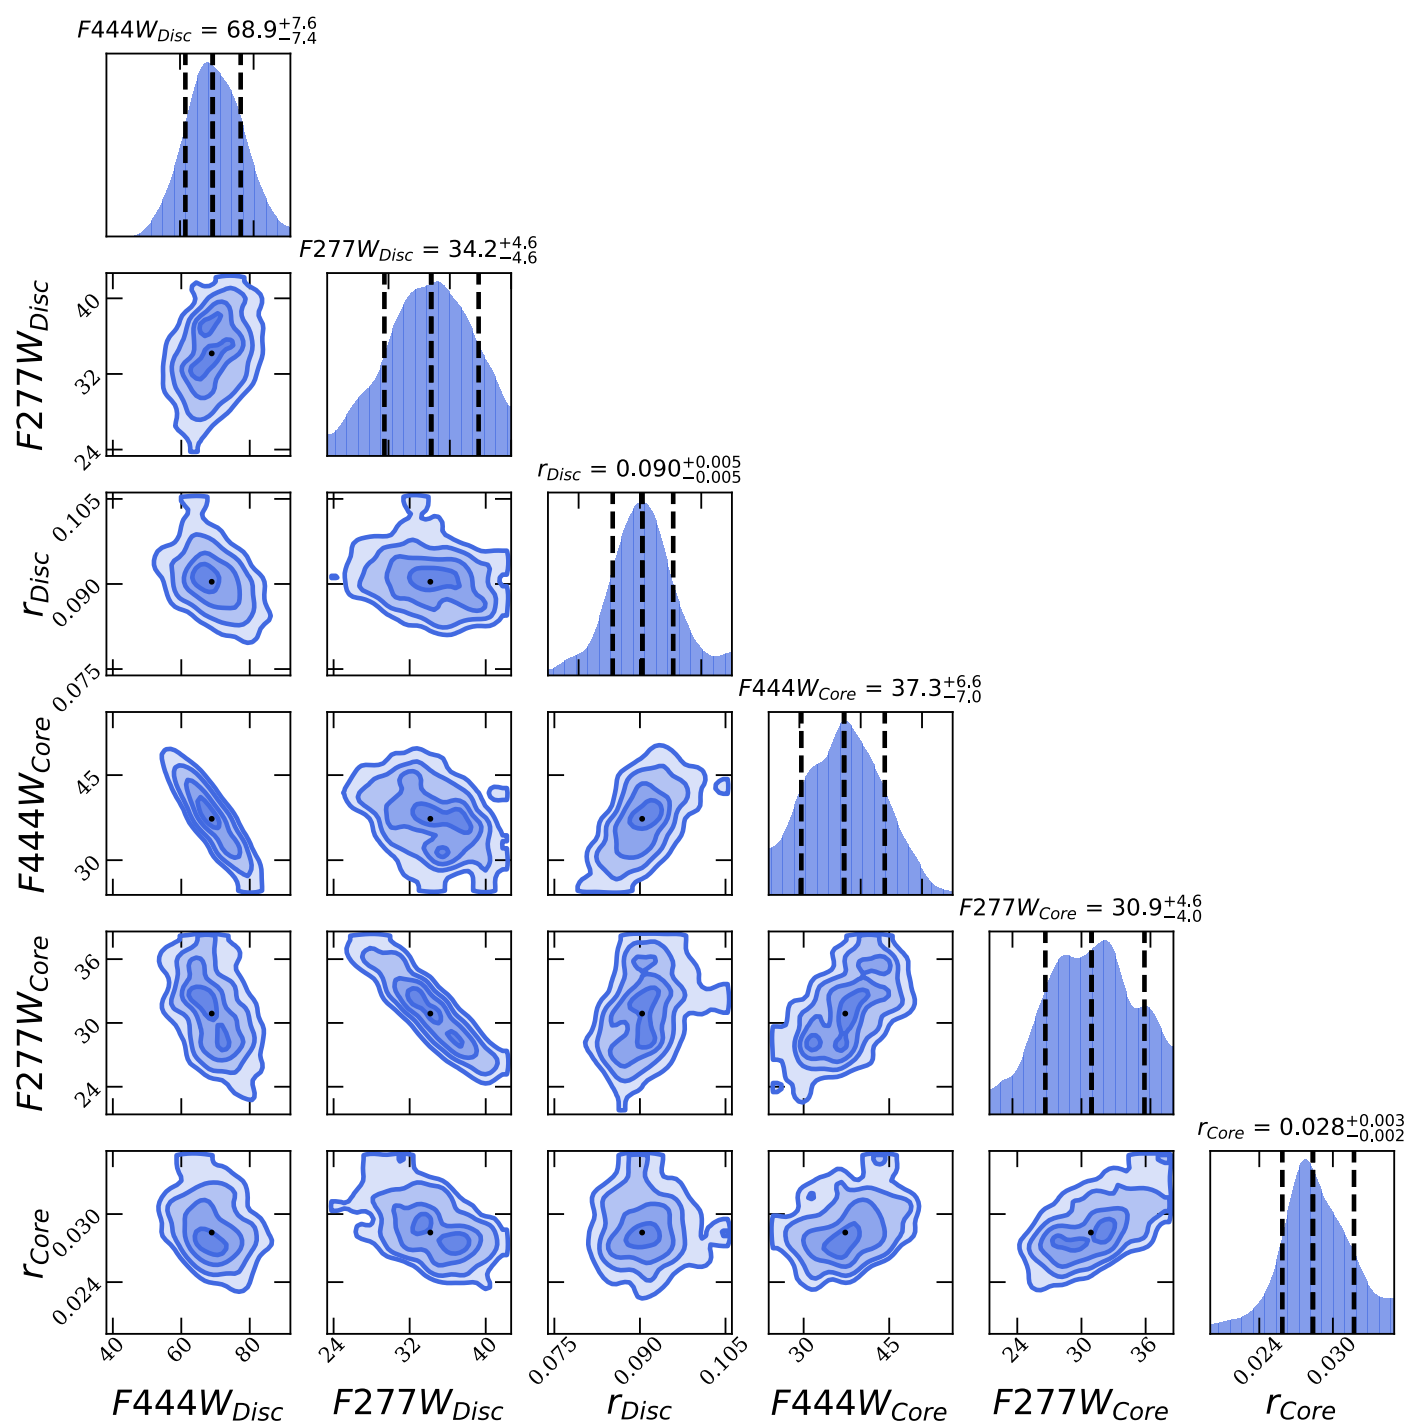 F444W_Disc = 68.9^{+7.6}_{-7.4}
F277W_Disc = 34.2^{+4.6}_{-4.6}
F277W_Disc
40
32
24
r_Disc = 0.090^{+0.005}_{-0.005}
r_Disc
0.105
0.090
0.075
F444W_Core = 37.3^{+6.6}_{-7.0}
F444W_Core
45
30
F277W_Core = 30.9^{+4.6}_{-4.0}
F277W_Core
36
30
24
r_Core = 0.028^{+0.003}_{-0.002}
r_Core
0.030
0.024
40 60 80 24 32 40 0.075 0.090 0.105 30 45 24 30 36 0.024 0.030
F444W_Disc F277W_Disc r_Disc F444W_Core F277W_Core r_Core